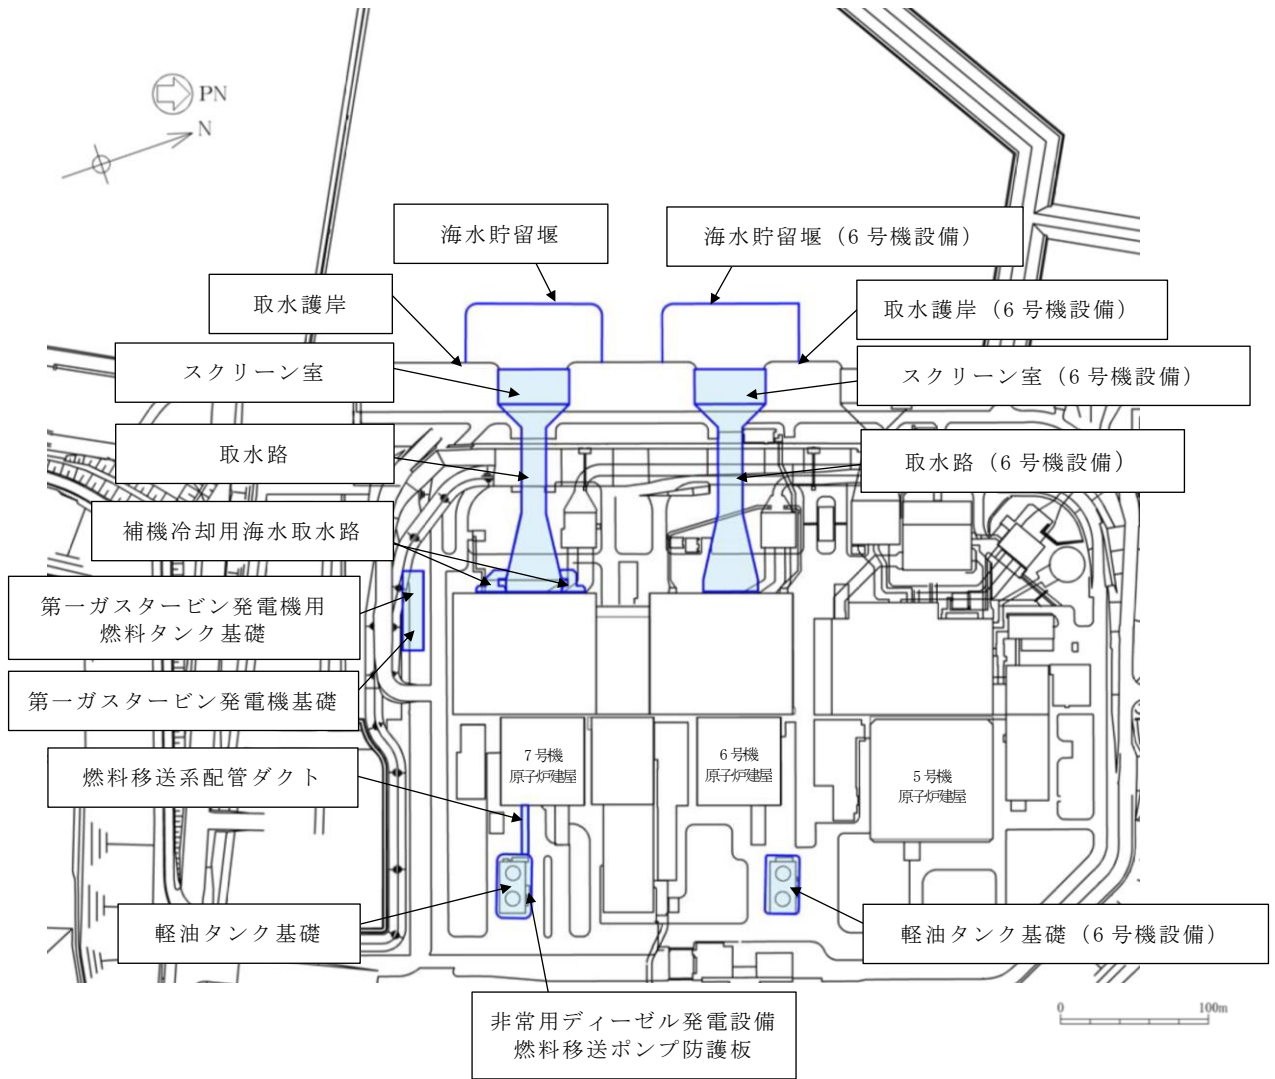 PN
N
海水貯留堰
海水貯留堰（6 号機設備）
取水護岸
取水護岸（6 号機設備）
スクリーン室
スクリーン室（6 号機設備）
取水路
取水路（6 号機設備）
補機冷却用海水取水路
第一ガスタービン発電機用
燃料タンク基礎
第一ガスタービン発電機基礎
燃料移送系配管ダクト
7 号機
原子炉建屋
6 号機
原子炉建屋
5 号機
原子炉建屋
軽油タンク基礎
軽油タンク基礎（6 号機設備）
非常用ディーゼル発電設備
燃料移送ポンプ防護板
0 100m